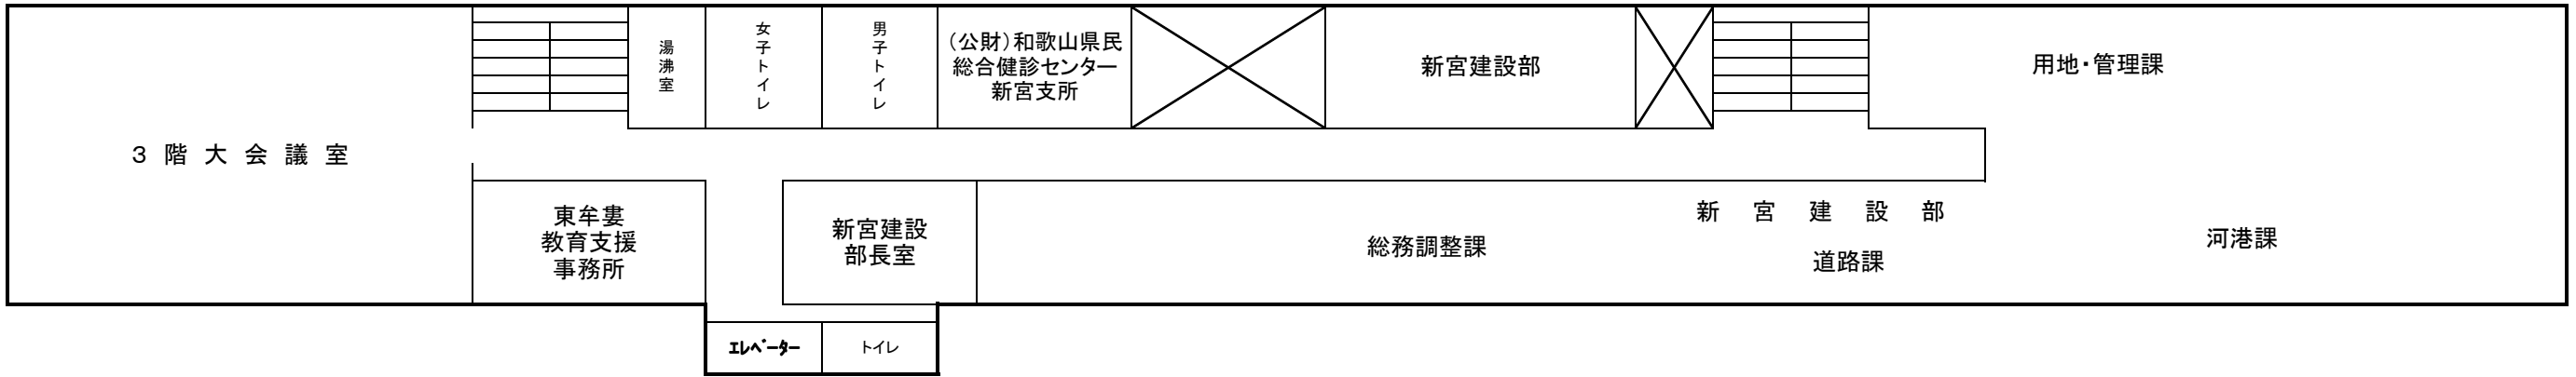 3 階 大 会 議 室
湯沸室
女子トイレ
男子トイレ
（公財）和歌山県民
総合健診センター
新宮支所
新宮建設部
用地・管理課
東牟婁
教育支援
事務所
新宮建設
部長室
総務調整課
新 宮 建 設 部
道路課
河港課
エレベーター
トイレ